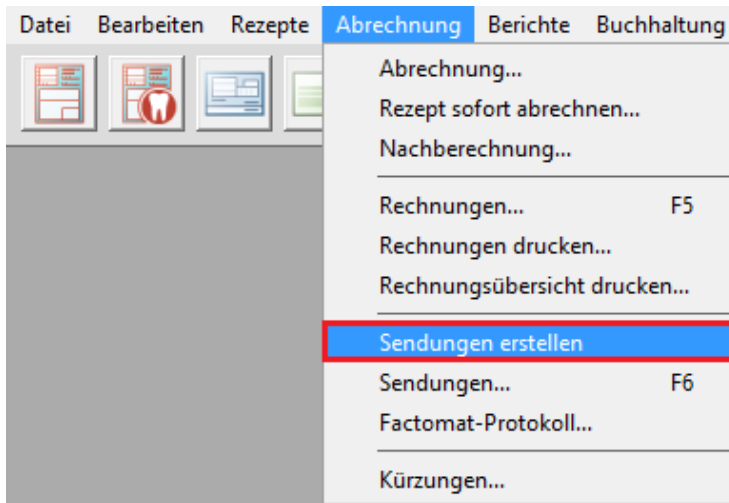 Datei Bearbeiten Rezepte Abrechnung Berichte Buchhaltung
Abrechnung...
Rezept sofort abrechnen...
Nachberechnung...
Rechnungen... F5
Rechnungen drucken...
Rechnungsübersicht drucken...
Sendungen erstellen
Sendungen... F6
Factomat-Protokoll...
Kürzungen...